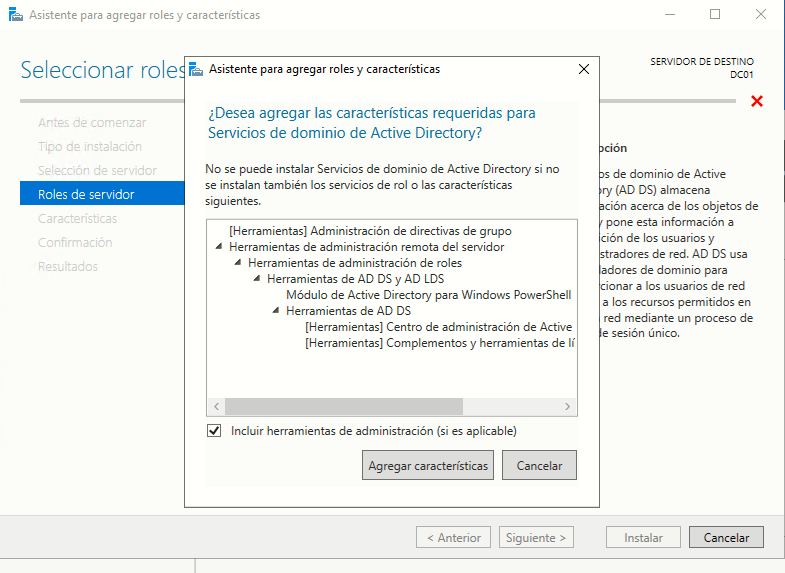 Asistente para agregar roles y características
Seleccionar roles
SERVIDOR DE DESTINO
DC01
Antes de comenzar
Tipo de instalación
Selección de servidor
Roles de servidor
Características
Confirmación
Resultados
Asistente para agregar roles y características
¿Desea agregar las características requeridas para
Servicios de dominio de Active Directory?
No se puede instalar Servicios de dominio de Active Directory si no
se instalan también los servicios de rol o las características
siguientes.
[Herramientas] Administración de directivas de grupo
Herramientas de administración remota del servidor
Herramientas de administración de roles
Herramientas de AD DS y AD LDS
Módulo de Active Directory para Windows PowerShell
Herramientas de AD DS
[Herramientas] Centro de administración de Active
[Herramientas] Complementos y herramientas de lí
Incluir herramientas de administración (si es aplicable)
Agregar características
Cancelar
pción
os de dominio de Active
ory (AD DS) almacena
ación acerca de los objetos de
y pone esta información a
ición de los usuarios y
istradores de red. AD DS usa
ladores de dominio para
rcionar a los usuarios de red
a los recursos permitidos en
red mediante un proceso de
de sesión único.
< Anterior
Siguiente >
Instalar
Cancelar